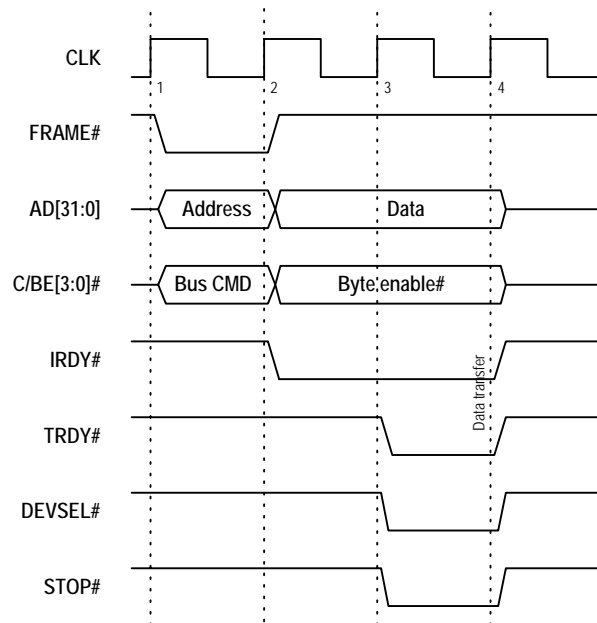 CLK
1 2 3 4
FRAME#
AD[31:0] Address Data
C/BE[3:0]# Bus CMD Byte enable#
IRDY#
Data transfer
TRDY#
DEVSEL#
STOP#